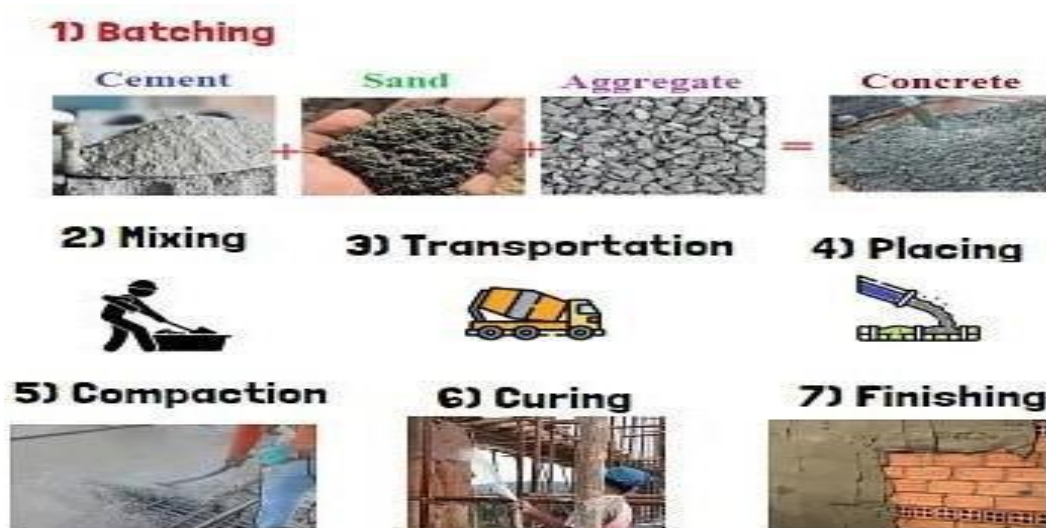 1) Batching
Cement Sand Aggregate Concrete
+ + =
2) Mixing 3) Transportation 4) Placing
5) Compaction 6) Curing 7) Finishing